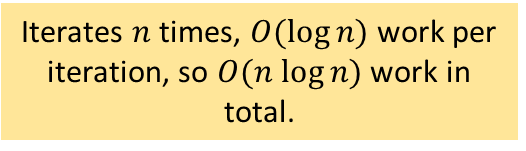 Iterates n times, O(log n) work per
iteration, so O(n log n) work in
total.